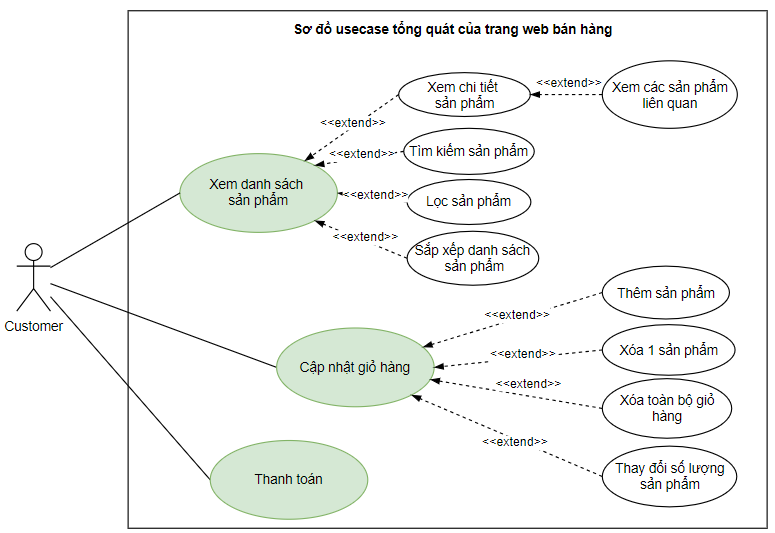 Sơ đồ usecase tổng quát của trang web bán hàng
Xem chi tiết
sản phẩm
<<extend>>
Xem các sản phẩm
liên quan
<<extend>>
Tìm kiếm sản phẩm
<<extend>>
Xem danh sách
sản phẩm
<<extend>>
Lọc sản phẩm
<<extend>>
Sắp xếp danh sách
sản phẩm
Customer
Thêm sản phẩm
<<extend>>
Cập nhật giỏ hàng
<<extend>>
Xóa 1 sản phẩm
<<extend>>
Xóa toàn bộ giỏ
hàng
<<extend>>
Thay đổi số lượng
sản phẩm
Thanh toán